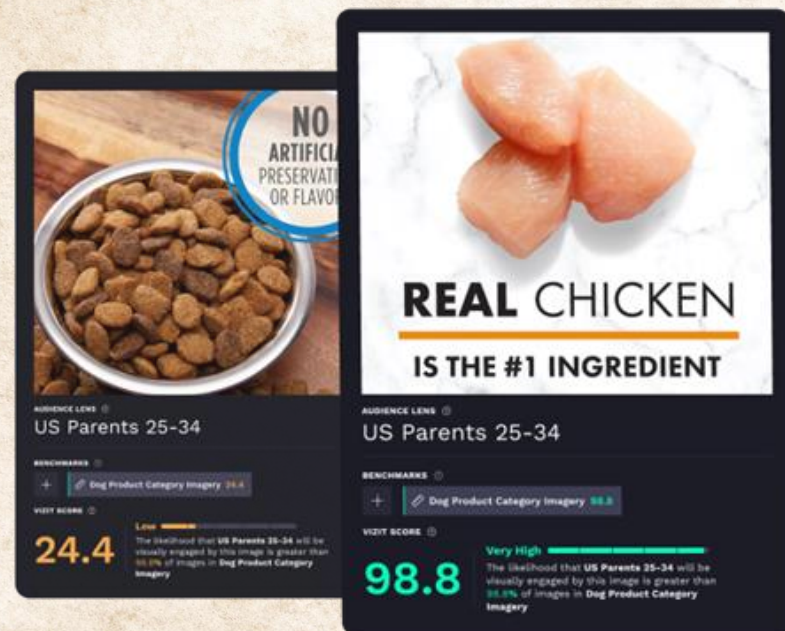 NO
ARTIFICIA
PRESERVATI
OR FLAVO
AUDIENCE LENS
US Parents 25-34
BENCHMARKS
Dog Product Category Imagery 24.4
VIZIT SCORE
24.4
Low
The likelihood that US Parents 25-34 will be
visually engaged by this image is greater than
of images in Dog Product Category
Imagery
REAL CHICKEN
IS THE #1 INGREDIENT
AUDIENCE LENS
US Parents 25-34
BENCHMARKS
Dog Product Category Imagery 98.8
VIZIT SCORE
98.8
Very High
The likelihood that US Parents 25-34 will be
visually engaged by this image is greater than
98.8% of images in Dog Product Category
Imagery